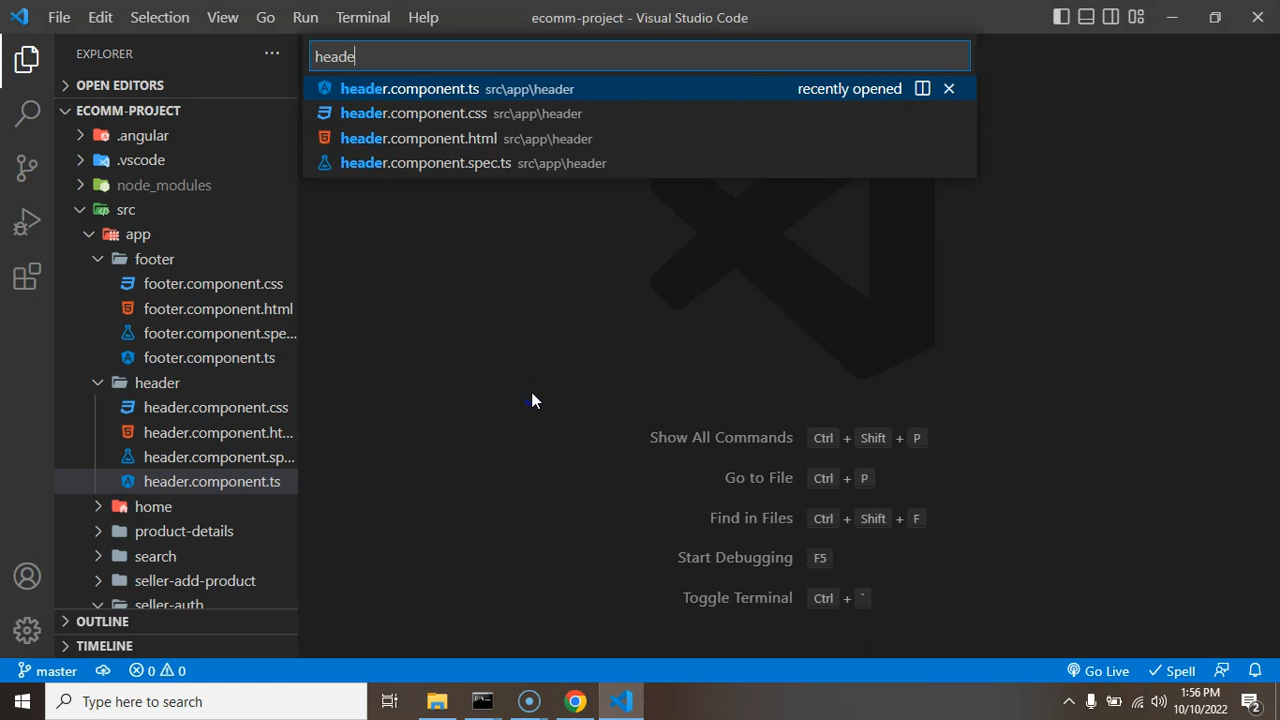 File Edit Selection View Go Run Terminal Help ecomm-project - Visual Studio Code
EXPLORER
heade
OPEN EDITORS
ECOMM-PROJECT
header.component.ts src\app\header recently opened
header.component.css src\app\header
header.component.html src\app\header
header.component.spec.ts src\app\header
.angular
.vscode
node_modules
src
app
footer
footer.component.css
footer.component.html
footer.component.spe...
footer.component.ts
header
header.component.css
header.component.ht...
header.component.sp...
header.component.ts
home
product-details
search
seller-add-product
seller-auth
OUTLINE
TIMELINE
Show All Commands Ctrl + Shift + P
Go to File Ctrl + P
Find in Files Ctrl + Shift + F
Start Debugging F5
Toggle Terminal Ctrl + `
master 0 0 Go Live Spell
Type here to search
1:56 PM
10/10/2022
2